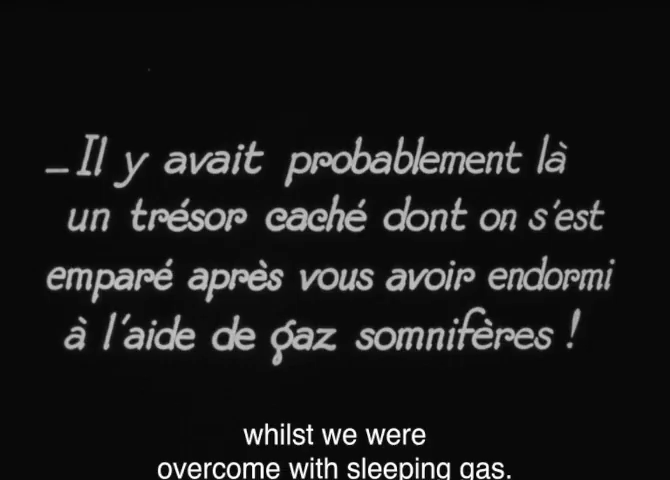 – Il y avait probablement là
un trésor caché dont on s'est
emparé après vous avoir endormi
à l'aide de gaz somnifères !
whilst we were
overcome with sleeping gas.